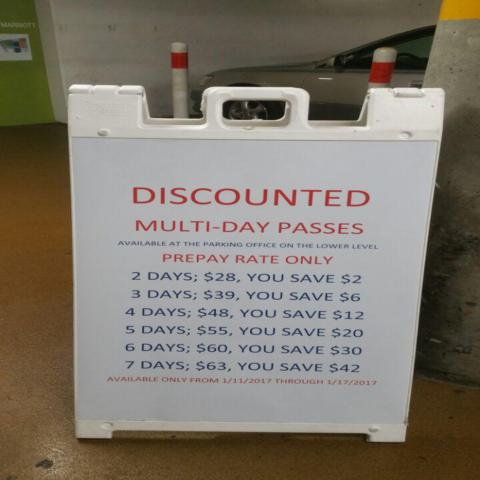 MARRIOTT
DISCOUNTED
MULTI-DAY PASSES
AVAILABLE AT THE PARKING OFFICE ON THE LOWER LEVEL
PREPAY RATE ONLY
2 DAYS; $28, YOU SAVE $2
3 DAYS; $39, YOU SAVE $6
4 DAYS; $48, YOU SAVE $12
5 DAYS; $55, YOU SAVE $20
6 DAYS; $60, YOU SAVE $30
7 DAYS; $63, YOU SAVE $42
AVAILABLE ONLY FROM 1/11/2017 THROUGH 1/17/2017